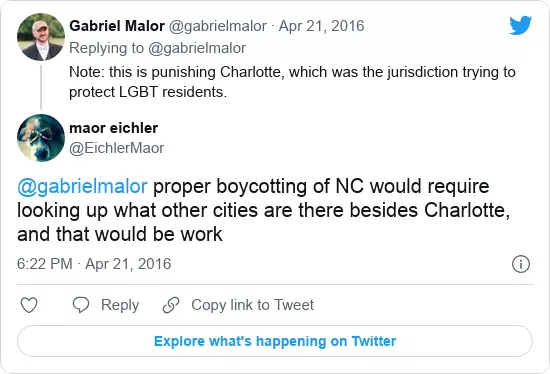 Gabriel Malor @gabrielmalor · Apr 21, 2016
Replying to @gabrielmalor
Note: this is punishing Charlotte, which was the jurisdiction trying to
protect LGBT residents.
maor eichler
@EichlerMaor
@gabrielmalor proper boycotting of NC would require
looking up what other cities are there besides Charlotte,
and that would be work
6:22 PM · Apr 21, 2016
Reply Copy link to Tweet
Explore what's happening on Twitter